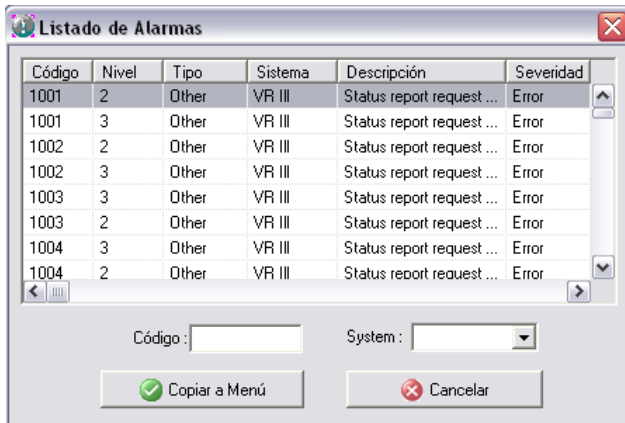 Listado de Alarmas
Código Nivel Tipo Sistema Descripción Severidad
1001 2 Other VR III Status report request ... Error
1001 3 Other VR III Status report request ... Error
1002 2 Other VR III Status report request ... Error
1002 3 Other VR III Status report request ... Error
1003 3 Other VR III Status report request ... Error
1003 2 Other VR III Status report request ... Error
1004 3 Other VR III Status report request ... Error
1004 2 Other VR III Status report request ... Error
Código : System :
Copiar a Menú Cancelar